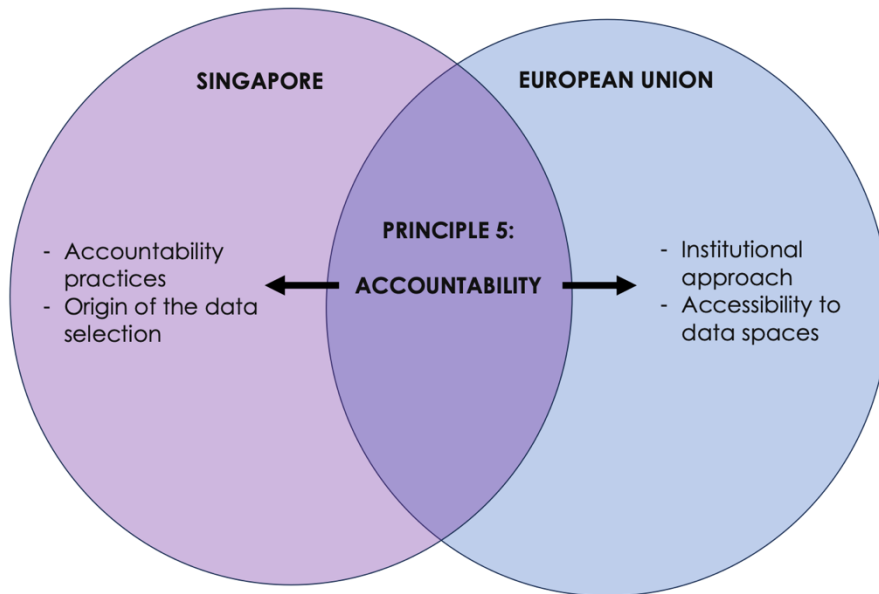 SINGAPORE
EUROPEAN UNION
- Accountability
practices
- Origin of the data
selection
PRINCIPLE 5:
ACCOUNTABILITY
- Institutional
approach
- Accessibility to
data spaces